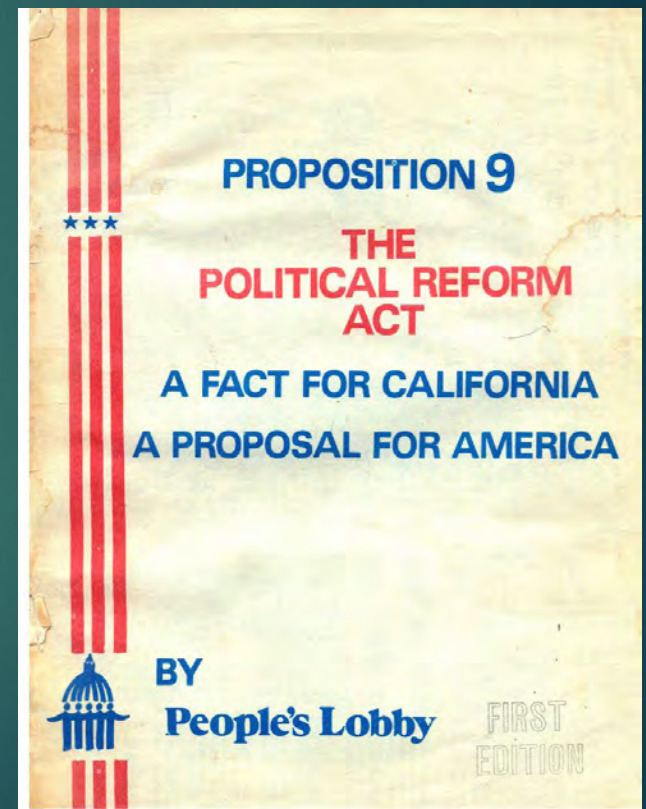 PROPOSITION 9
THE
POLITICAL REFORM
ACT
A FACT FOR CALIFORNIA
A PROPOSAL FOR AMERICA
BY
People's Lobby
FIRST
EDITION